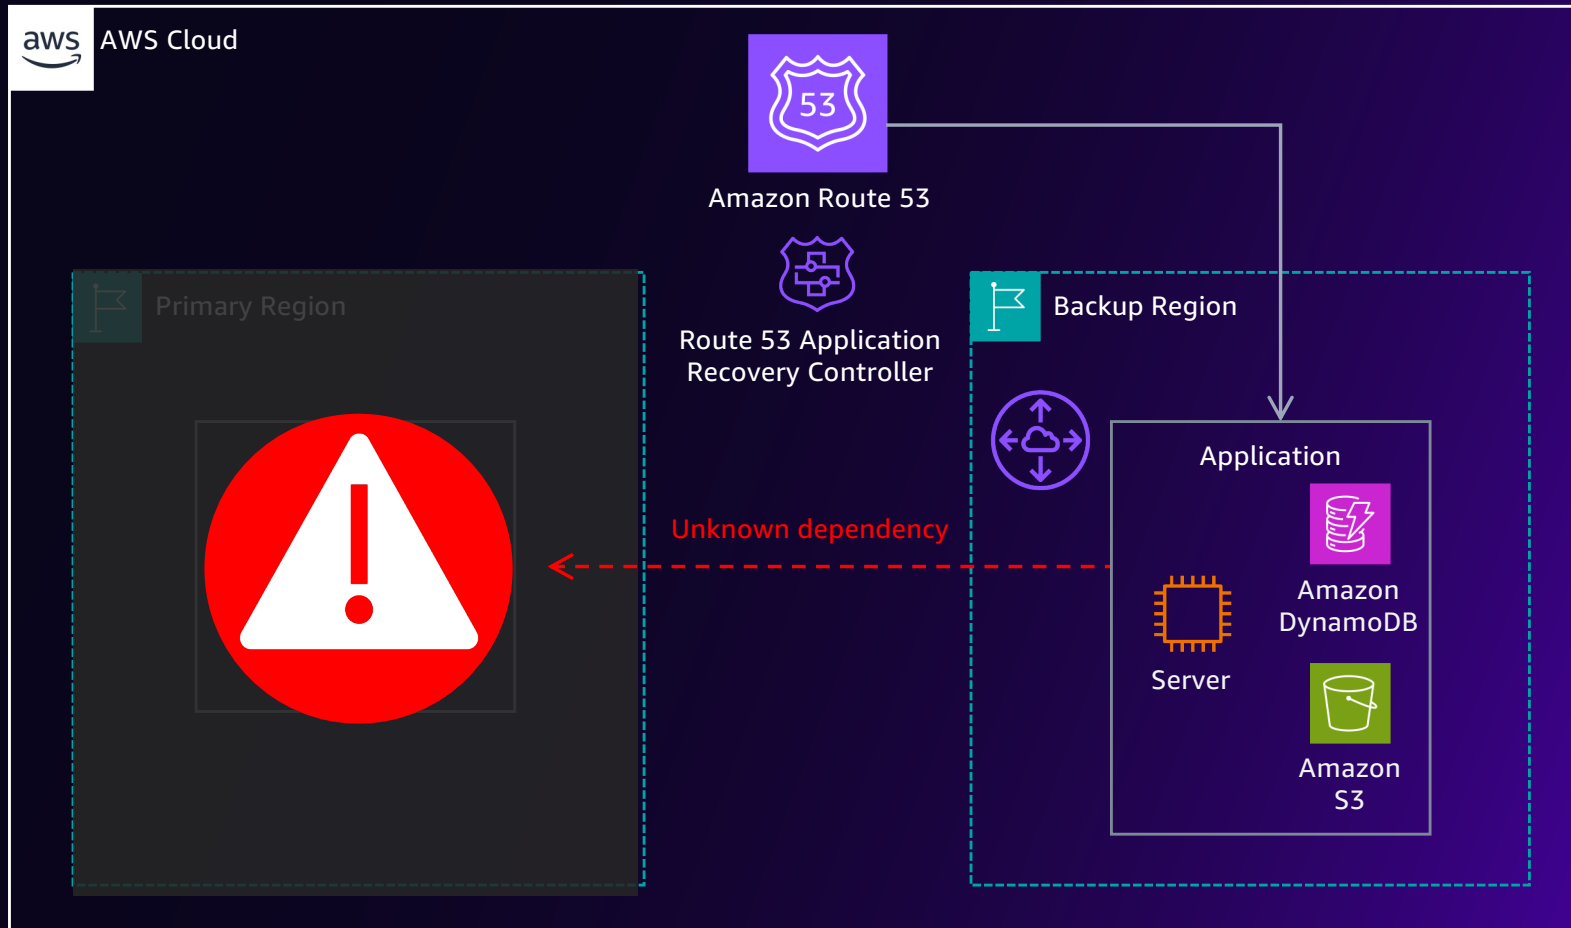 aws
AWS Cloud
53
Amazon Route 53
Route 53 Application
Recovery Controller
Primary Region
Backup Region
Unknown dependency
Application
Amazon
DynamoDB
Server
Amazon
S3